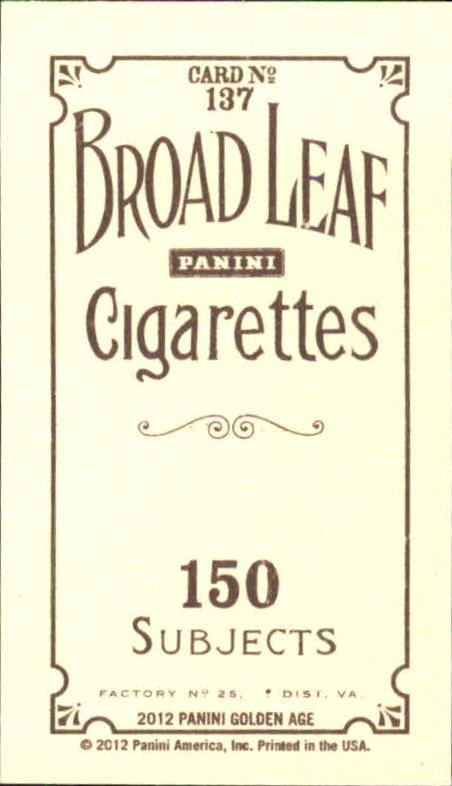 CARD Nº
137
BROAD LEAF
PANINI
Cigarettes
150
SUBJECTS
FACTORY Nº 25, DIST. VA.
2012 PANINI GOLDEN AGE
© 2012 Panini America, Inc. Printed in the USA.